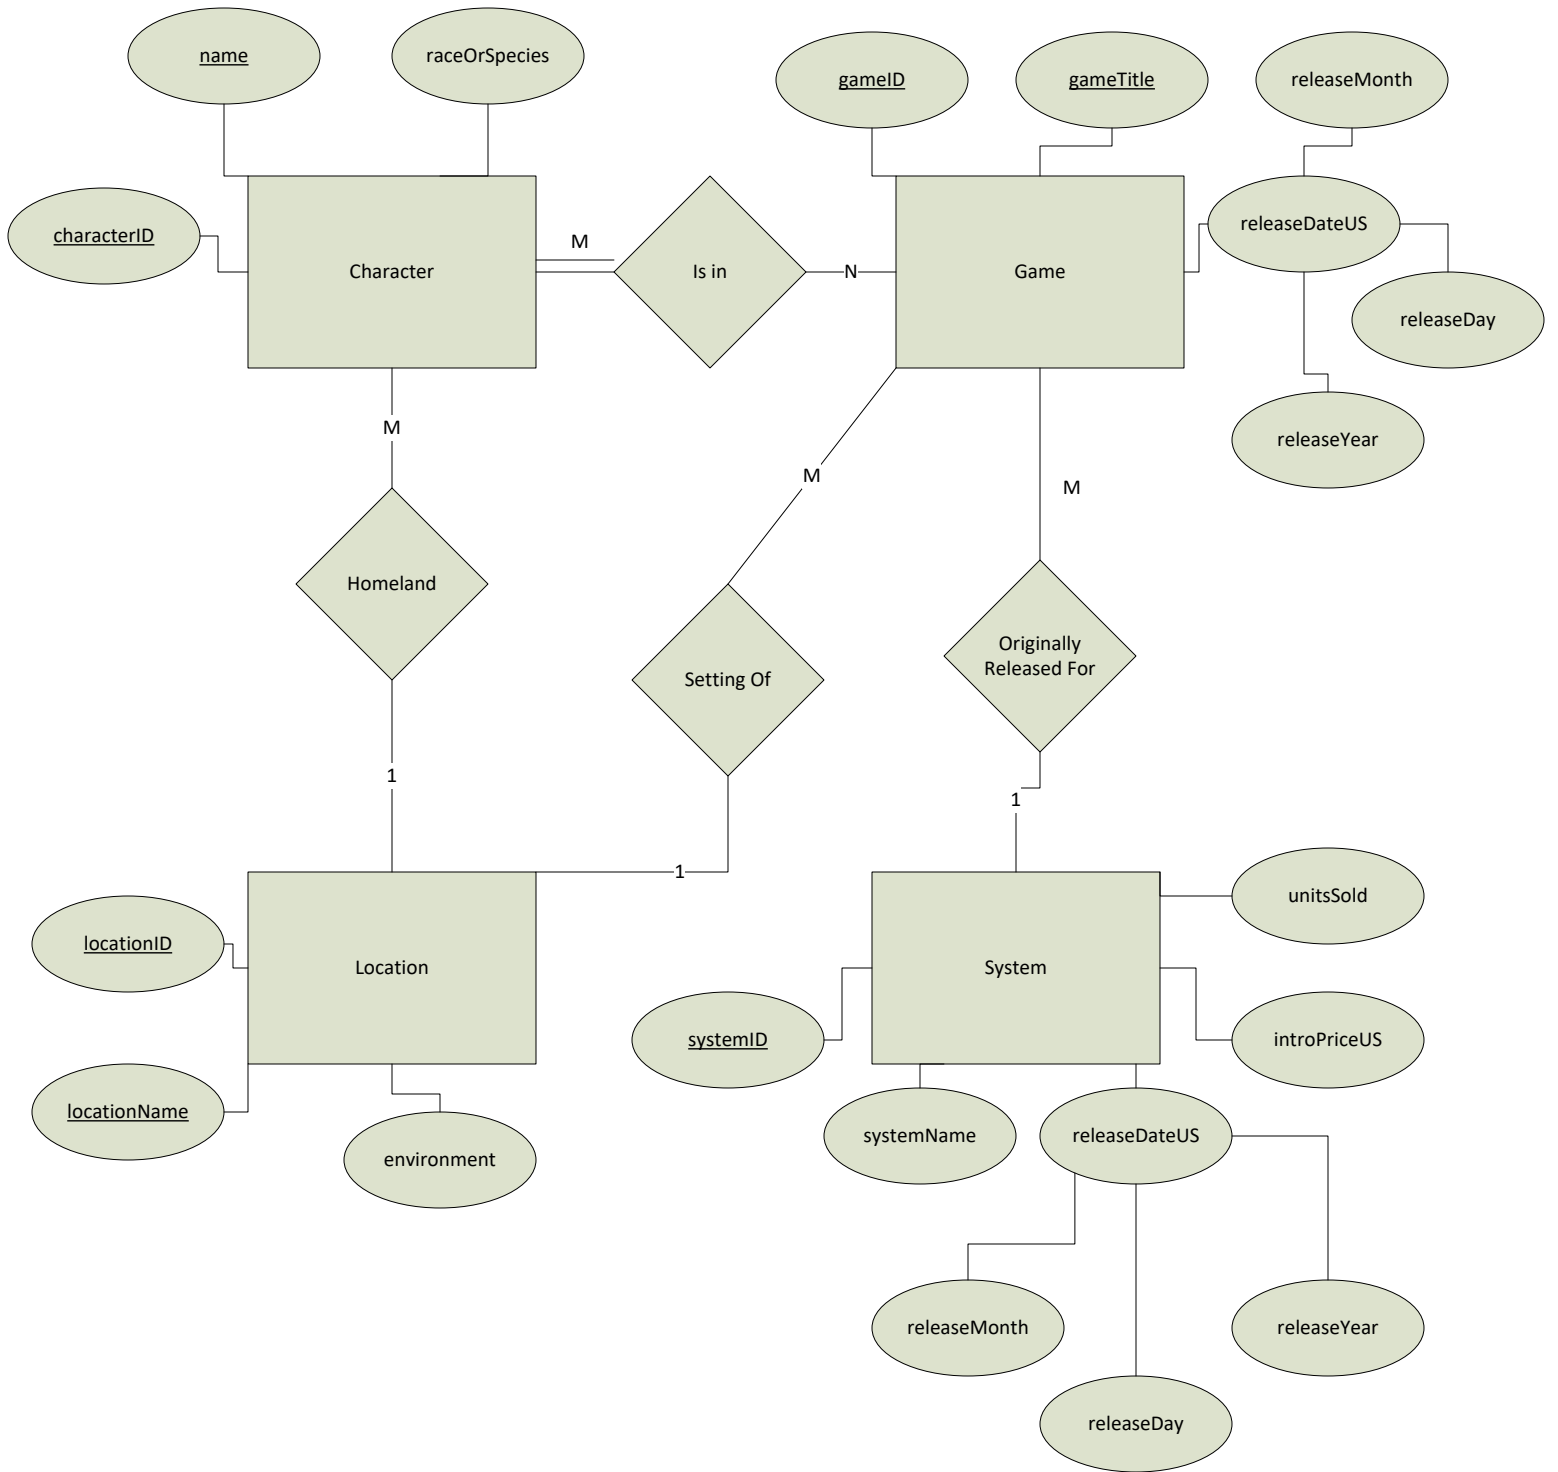 name
raceOrSpecies
gameID
gameTitle
releaseMonth
characterID
Character
M
Is in
N
Game
releaseDateUS
releaseDay
releaseYear
M
M
M
Homeland
Setting Of
Originally
Released For
1
1
1
locationID
Location
locationName
environment
System
unitsSold
systemID
introPriceUS
systemName
releaseDateUS
releaseMonth
releaseYear
releaseDay